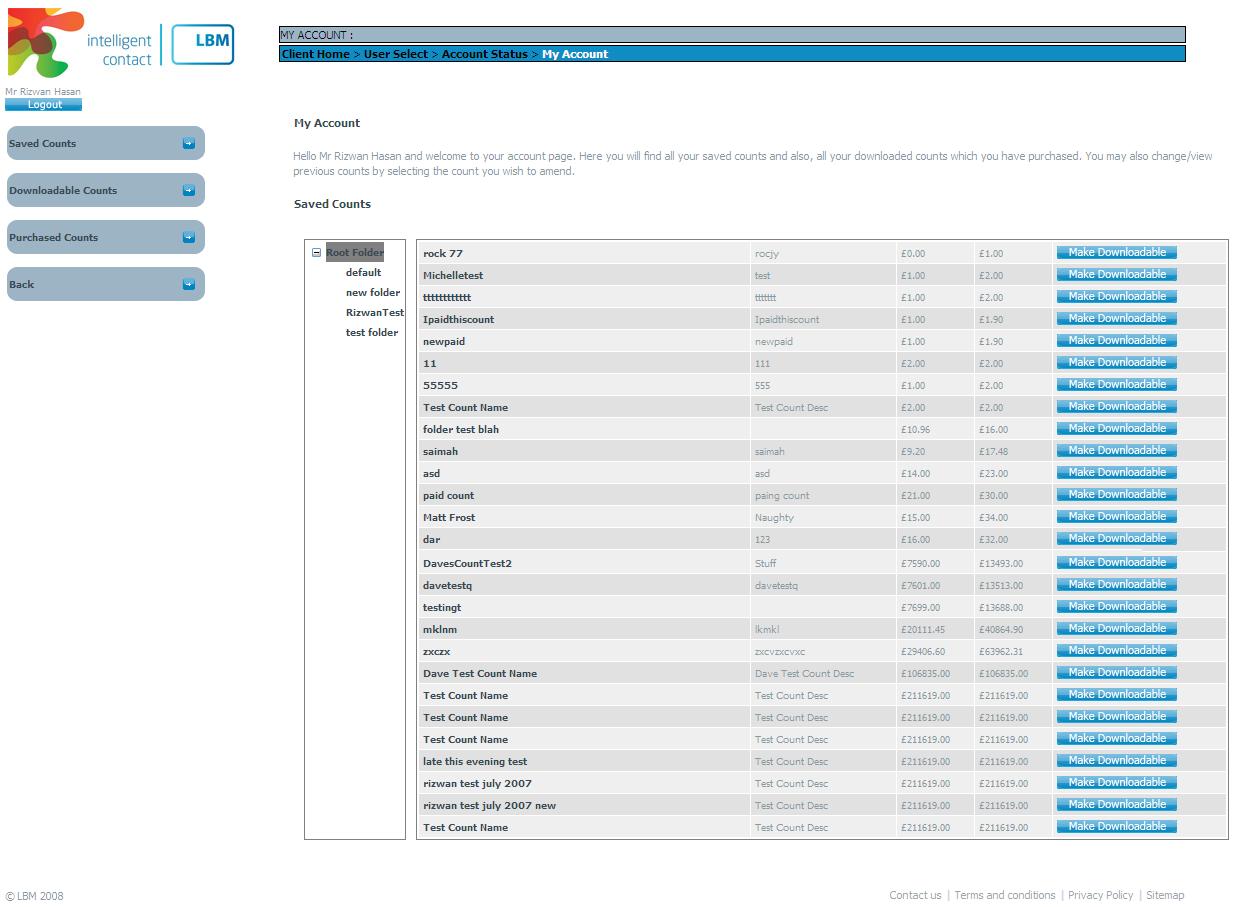 intelligent
contact
LBM
Mr Rizwan Hasan
Logout
MY ACCOUNT :
Client Home > User Select > Account Status > My Account
Saved Counts
Downloadable Counts
Purchased Counts
Back
My Account
Hello Mr Rizwan Hasan and welcome to your account page. Here you will find all your saved counts and also, all your downloaded counts which you have purchased. You may also change/view
previous counts by selecting the count you wish to amend.
Saved Counts
Root Folder
default
new folder
RizwanTest
test folder
rock 77 rocjy £0.00 £1.00 Make Downloadable
Michelletest test £1.00 £2.00 Make Downloadable
tttttttttttt ttttttt £1.00 £2.00 Make Downloadable
Ipaidthiscount Ipaidthiscount £1.00 £1.90 Make Downloadable
newpaid newpaid £1.00 £1.90 Make Downloadable
11 111 £2.00 £2.00 Make Downloadable
55555 555 £1.00 £2.00 Make Downloadable
Test Count Name Test Count Desc £2.00 £2.00 Make Downloadable
folder test blah £10.96 £16.00 Make Downloadable
saimah saimah £9.20 £17.48 Make Downloadable
asd asd £14.00 £23.00 Make Downloadable
paid count paing count £21.00 £30.00 Make Downloadable
Matt Frost Naughty £15.00 £34.00 Make Downloadable
dar 123 £16.00 £32.00 Make Downloadable
DavesCountTest2 Stuff £7590.00 £13493.00 Make Downloadable
davetestq davetestq £7601.00 £13513.00 Make Downloadable
testingt £7699.00 £13688.00 Make Downloadable
mklnm lkmkl £20111.45 £40864.90 Make Downloadable
zxczx zxcvzxcvxc £29406.60 £63962.31 Make Downloadable
Dave Test Count Name Dave Test Count Desc £106835.00 £106835.00 Make Downloadable
Test Count Name Test Count Desc £211619.00 £211619.00 Make Downloadable
Test Count Name Test Count Desc £211619.00 £211619.00 Make Downloadable
Test Count Name Test Count Desc £211619.00 £211619.00 Make Downloadable
late this evening test Test Count Desc £211619.00 £211619.00 Make Downloadable
rizwan test july 2007 Test Count Desc £211619.00 £211619.00 Make Downloadable
rizwan test july 2007 new Test Count Desc £211619.00 £211619.00 Make Downloadable
Test Count Name Test Count Desc £211619.00 £211619.00 Make Downloadable
© LBM 2008
Contact us | Terms and conditions | Privacy Policy | Sitemap